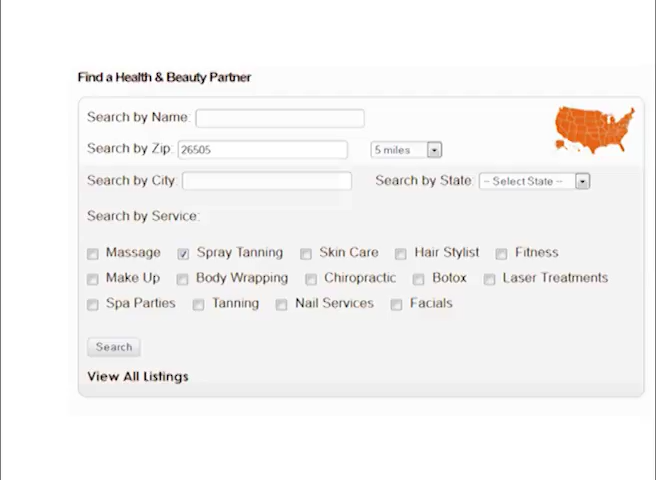 Find a Health & Beauty Partner
Search by Name:
Search by Zip: 26505 5 miles
Search by City: Search by State: -- Select State --
Search by Service:
Massage Spray Tanning Skin Care Hair Stylist Fitness
Make Up Body Wrapping Chiropractic Botox Laser Treatments
Spa Parties Tanning Nail Services Facials
Search
View All Listings